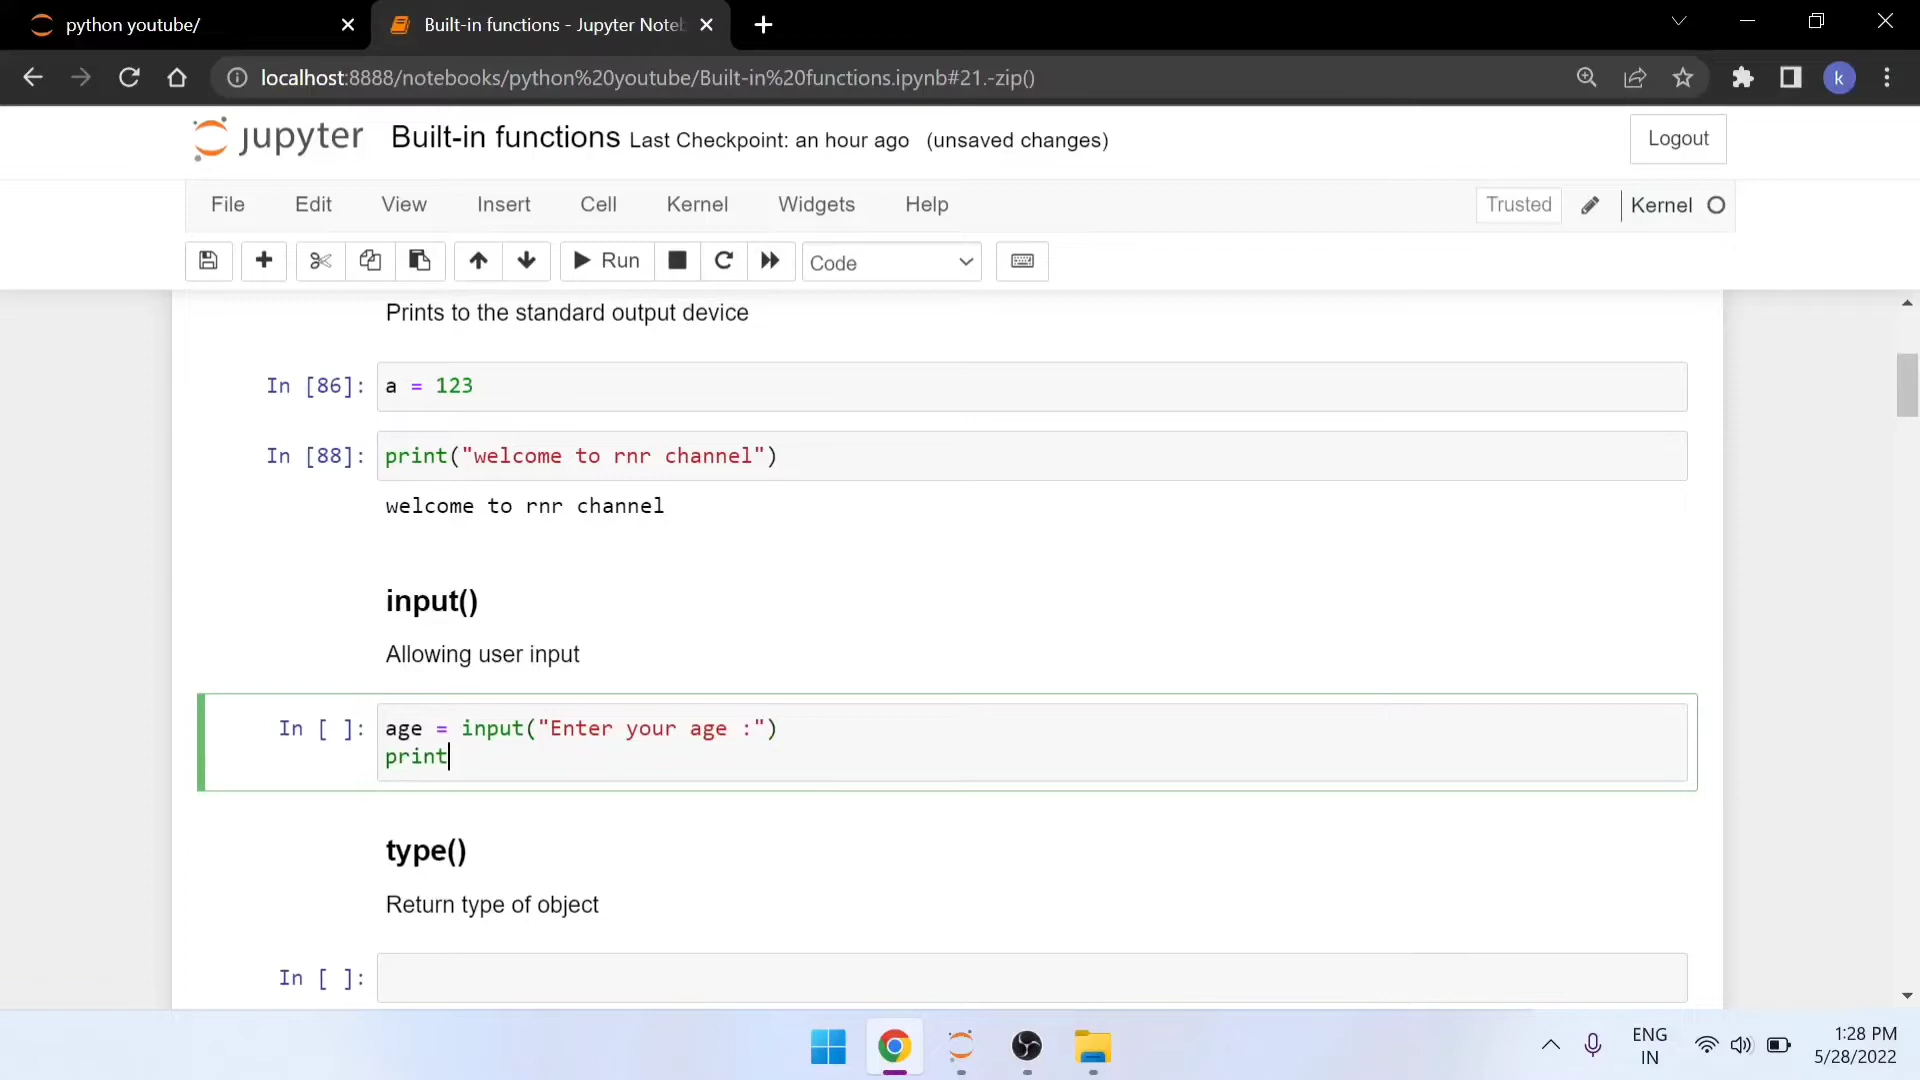 python youtube/
Built-in functions - Jupyter Noteb
localhost:8888/notebooks/python%20youtube/Built-in%20functions.ipynb#21.-zip()
k
jupyter Built-in functions Last Checkpoint: an hour ago (unsaved changes)
Logout
File Edit View Insert Cell Kernel Widgets Help
Trusted Kernel
Run Code
Prints to the standard output device
In [86]: a = 123
In [88]: print("welcome to rnr channel")
welcome to rnr channel
input()
Allowing user input
In [ ]: age = input("Enter your age :")
print
type()
Return type of object
In [ ]:
ENG
IN
1:28 PM
5/28/2022